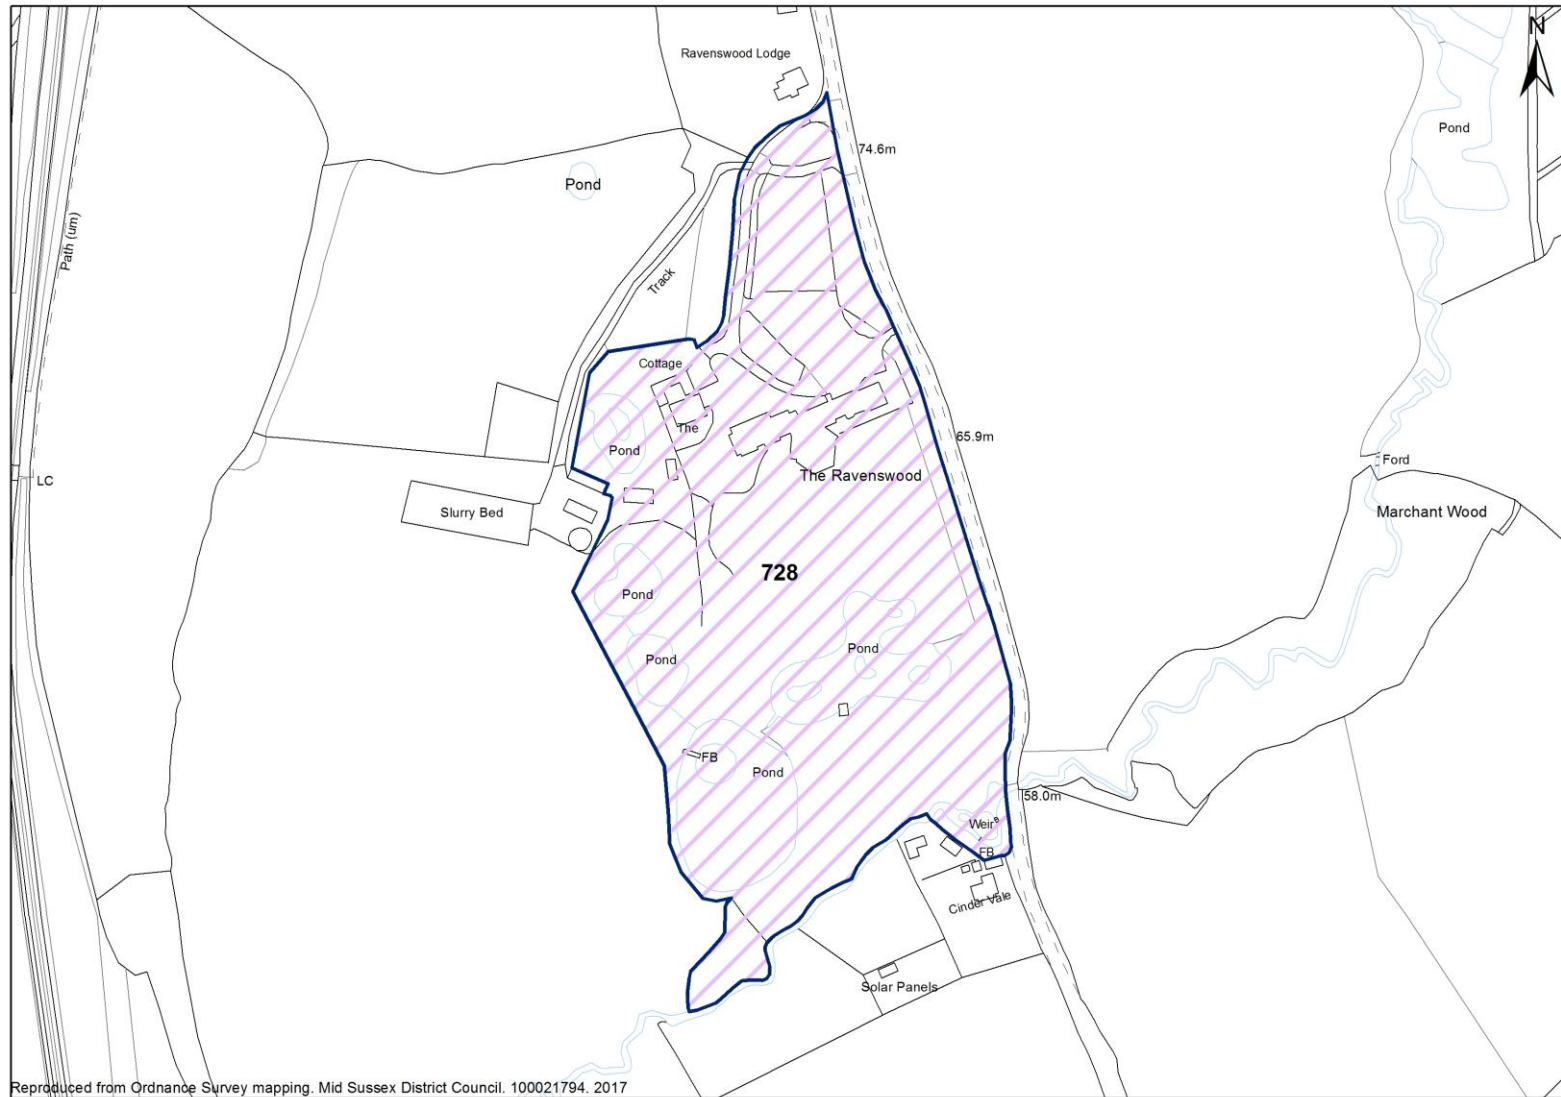 N
Ravenswood Lodge
Pond
74.6m
Pond
Path (um)
Track
Cottage
The
65.9m
Pond
Ford
The Ravenswood
LC
Slurry Bed
Marchant Wood
728
Pond
Pond
Pond
FB
Pond
58.0m
Weir
FB
Cinder Vale
Solar Panels
Reproduced from Ordnance Survey mapping. Mid Sussex District Council. 100021794. 2017